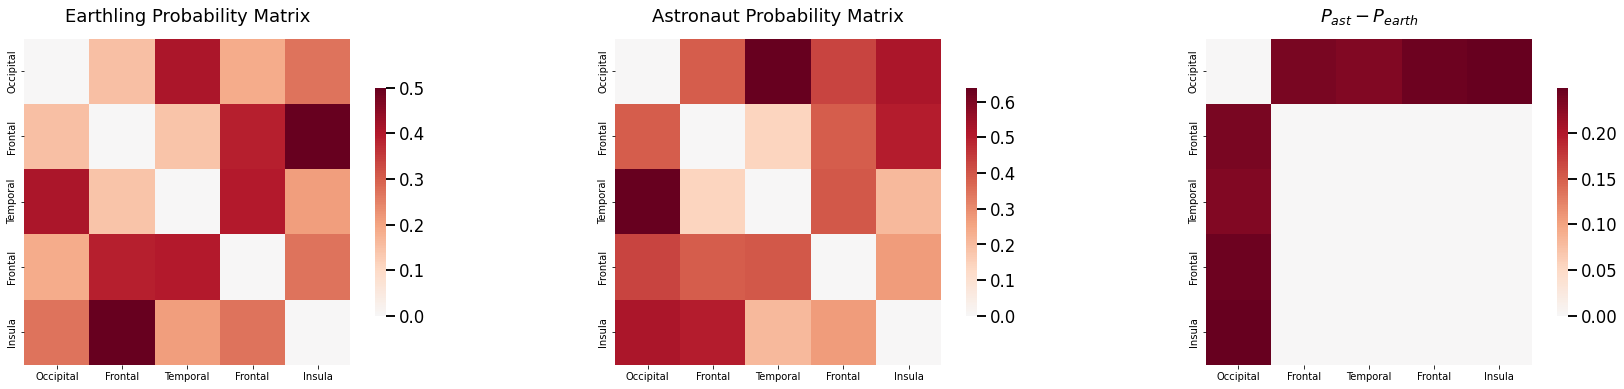 Earthling Probability Matrix
Occipital
Frontal
Temporal
Frontal
Insula
Occipital Frontal Temporal Frontal Insula
0.5
0.4
0.3
0.2
0.1
0.0
Astronaut Probability Matrix
Occipital
Frontal
Temporal
Frontal
Insula
Occipital Frontal Temporal Frontal Insula
0.6
0.5
0.4
0.3
0.2
0.1
0.0
P_ast − P_earth
Occipital
Frontal
Temporal
Frontal
Insula
Occipital Frontal Temporal Frontal Insula
0.20
0.15
0.10
0.05
0.00